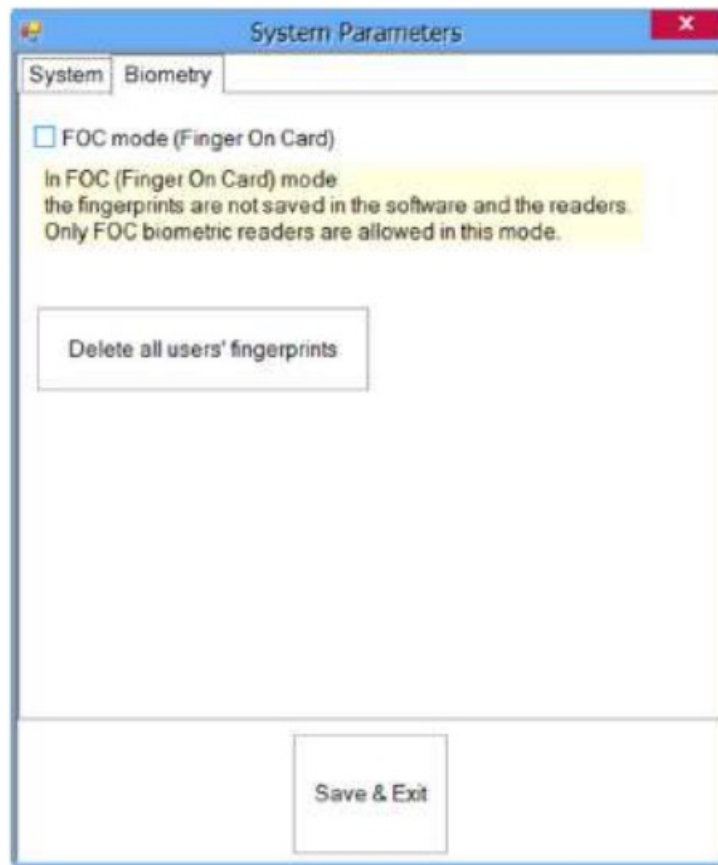 System Parameters
System
Biometry
FOC mode (Finger On Card)
In FOC (Finger On Card) mode
the fingerprints are not saved in the software and the readers.
Only FOC biometric readers are allowed in this mode.
Delete all users' fingerprints
Save & Exit